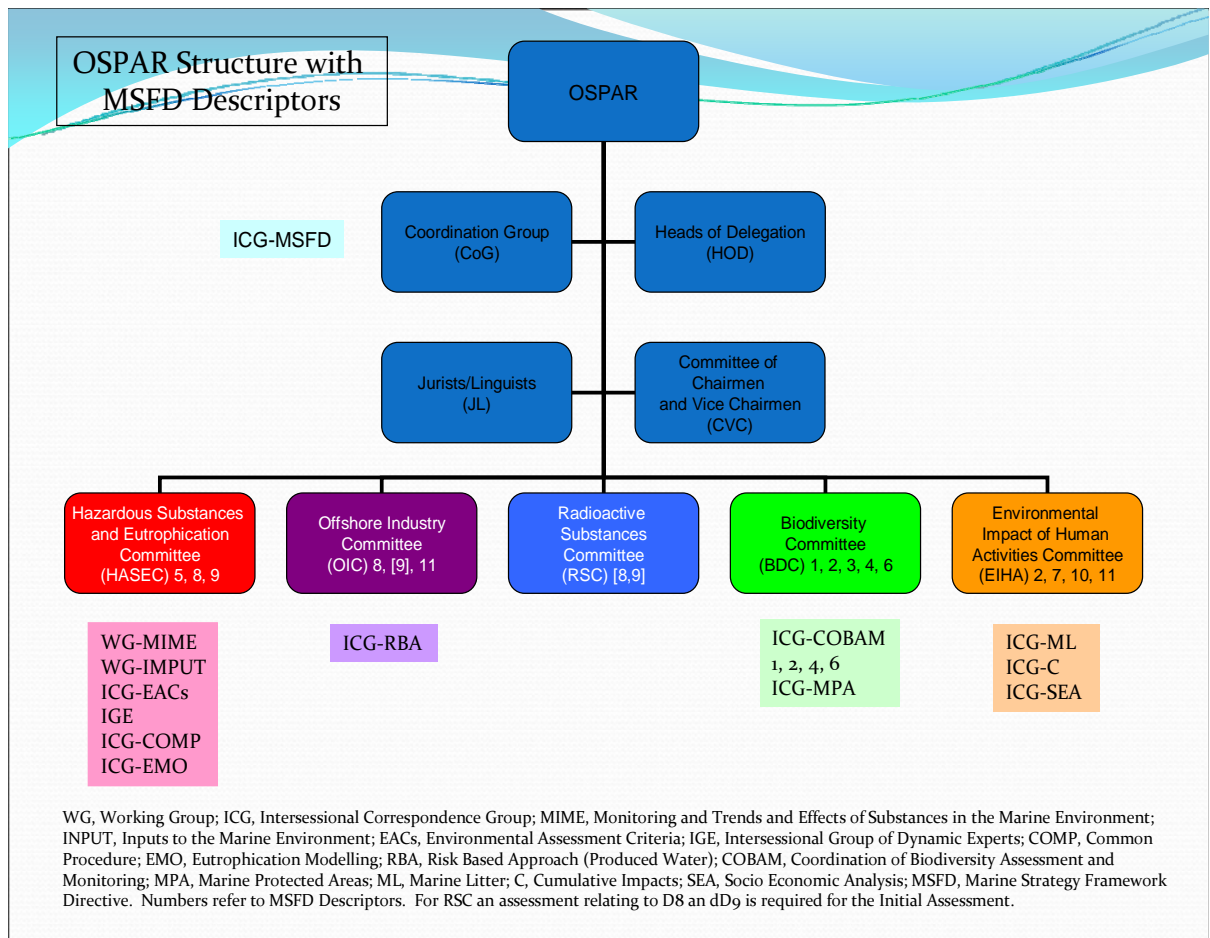 OSPAR Structure with
MSFD Descriptors
OSPAR
ICG-MSFD
Coordination Group
(CoG)
Heads of Delegation
(HOD)
Jurists/Linguists
(JL)
Committee of
Chairmen
and Vice Chairmen
(CVC)
Hazardous Substances
and Eutrophication
Committee
(HASEC) 5, 8, 9
Offshore Industry
Committee
(OIC) 8, [9], 11
Radioactive
Substances
Committee
(RSC) [8,9]
Biodiversity
Committee
(BDC) 1, 2, 3, 4, 6
Environmental
Impact of Human
Activities Committee
(EIHA) 2, 7, 10, 11
WG-MIME
WG-IMPUT
ICG-EACs
IGE
ICG-COMP
ICG-EMO
ICG-RBA
ICG-COBAM
1, 2, 4, 6
ICG-MPA
ICG-ML
ICG-C
ICG-SEA
WG, Working Group; ICG, Intersessional Correspondence Group; MIME, Monitoring and Trends and Effects of Substances in the Marine Environment;
INPUT, Inputs to the Marine Environment; EACs, Environmental Assessment Criteria; IGE, Intersessional Group of Dynamic Experts; COMP, Common
Procedure; EMO, Eutrophication Modelling; RBA, Risk Based Approach (Produced Water); COBAM, Coordination of Biodiversity Assessment and
Monitoring; MPA, Marine Protected Areas; ML, Marine Litter; C, Cumulative Impacts; SEA, Socio Economic Analysis; MSFD, Marine Strategy Framework
Directive.  Numbers refer to MSFD Descriptors.  For RSC an assessment relating to D8 an dD9 is required for the Initial Assessment.